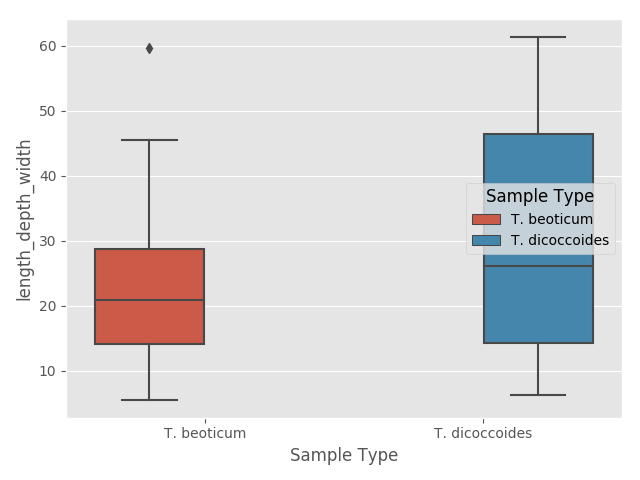 60
50
40
30
20
10
length_depth_width
Sample Type
T. beoticum
T. dicoccoides
T. beoticum
T. dicoccoides
Sample Type